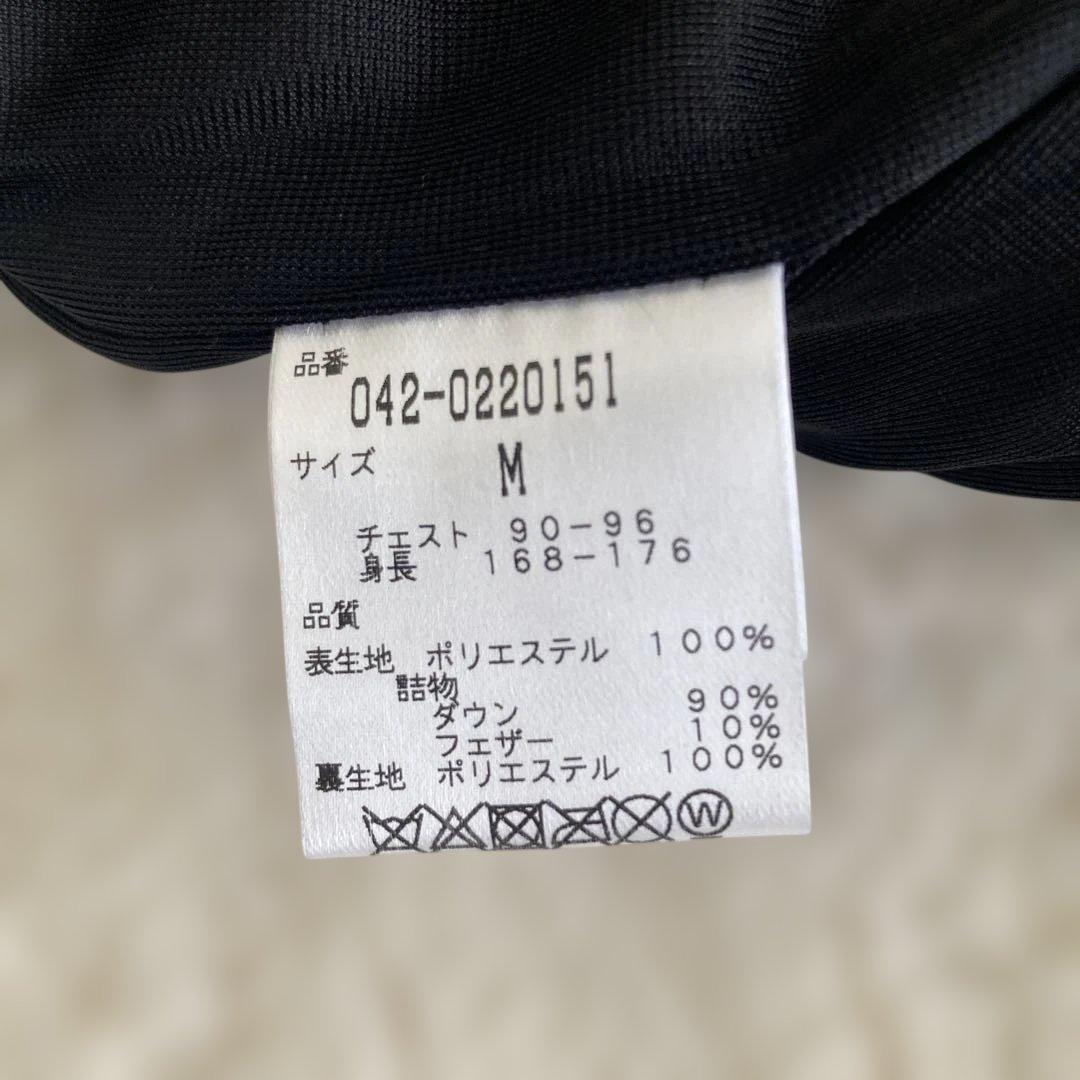 品番
042-0220151
サイズ M
チェスト 90-96
身長 168-176
品質
表生地 ポリエステル 100%
詰物
ダウン 90%
フェザー 10%
裏生地 ポリエステル 100%
W